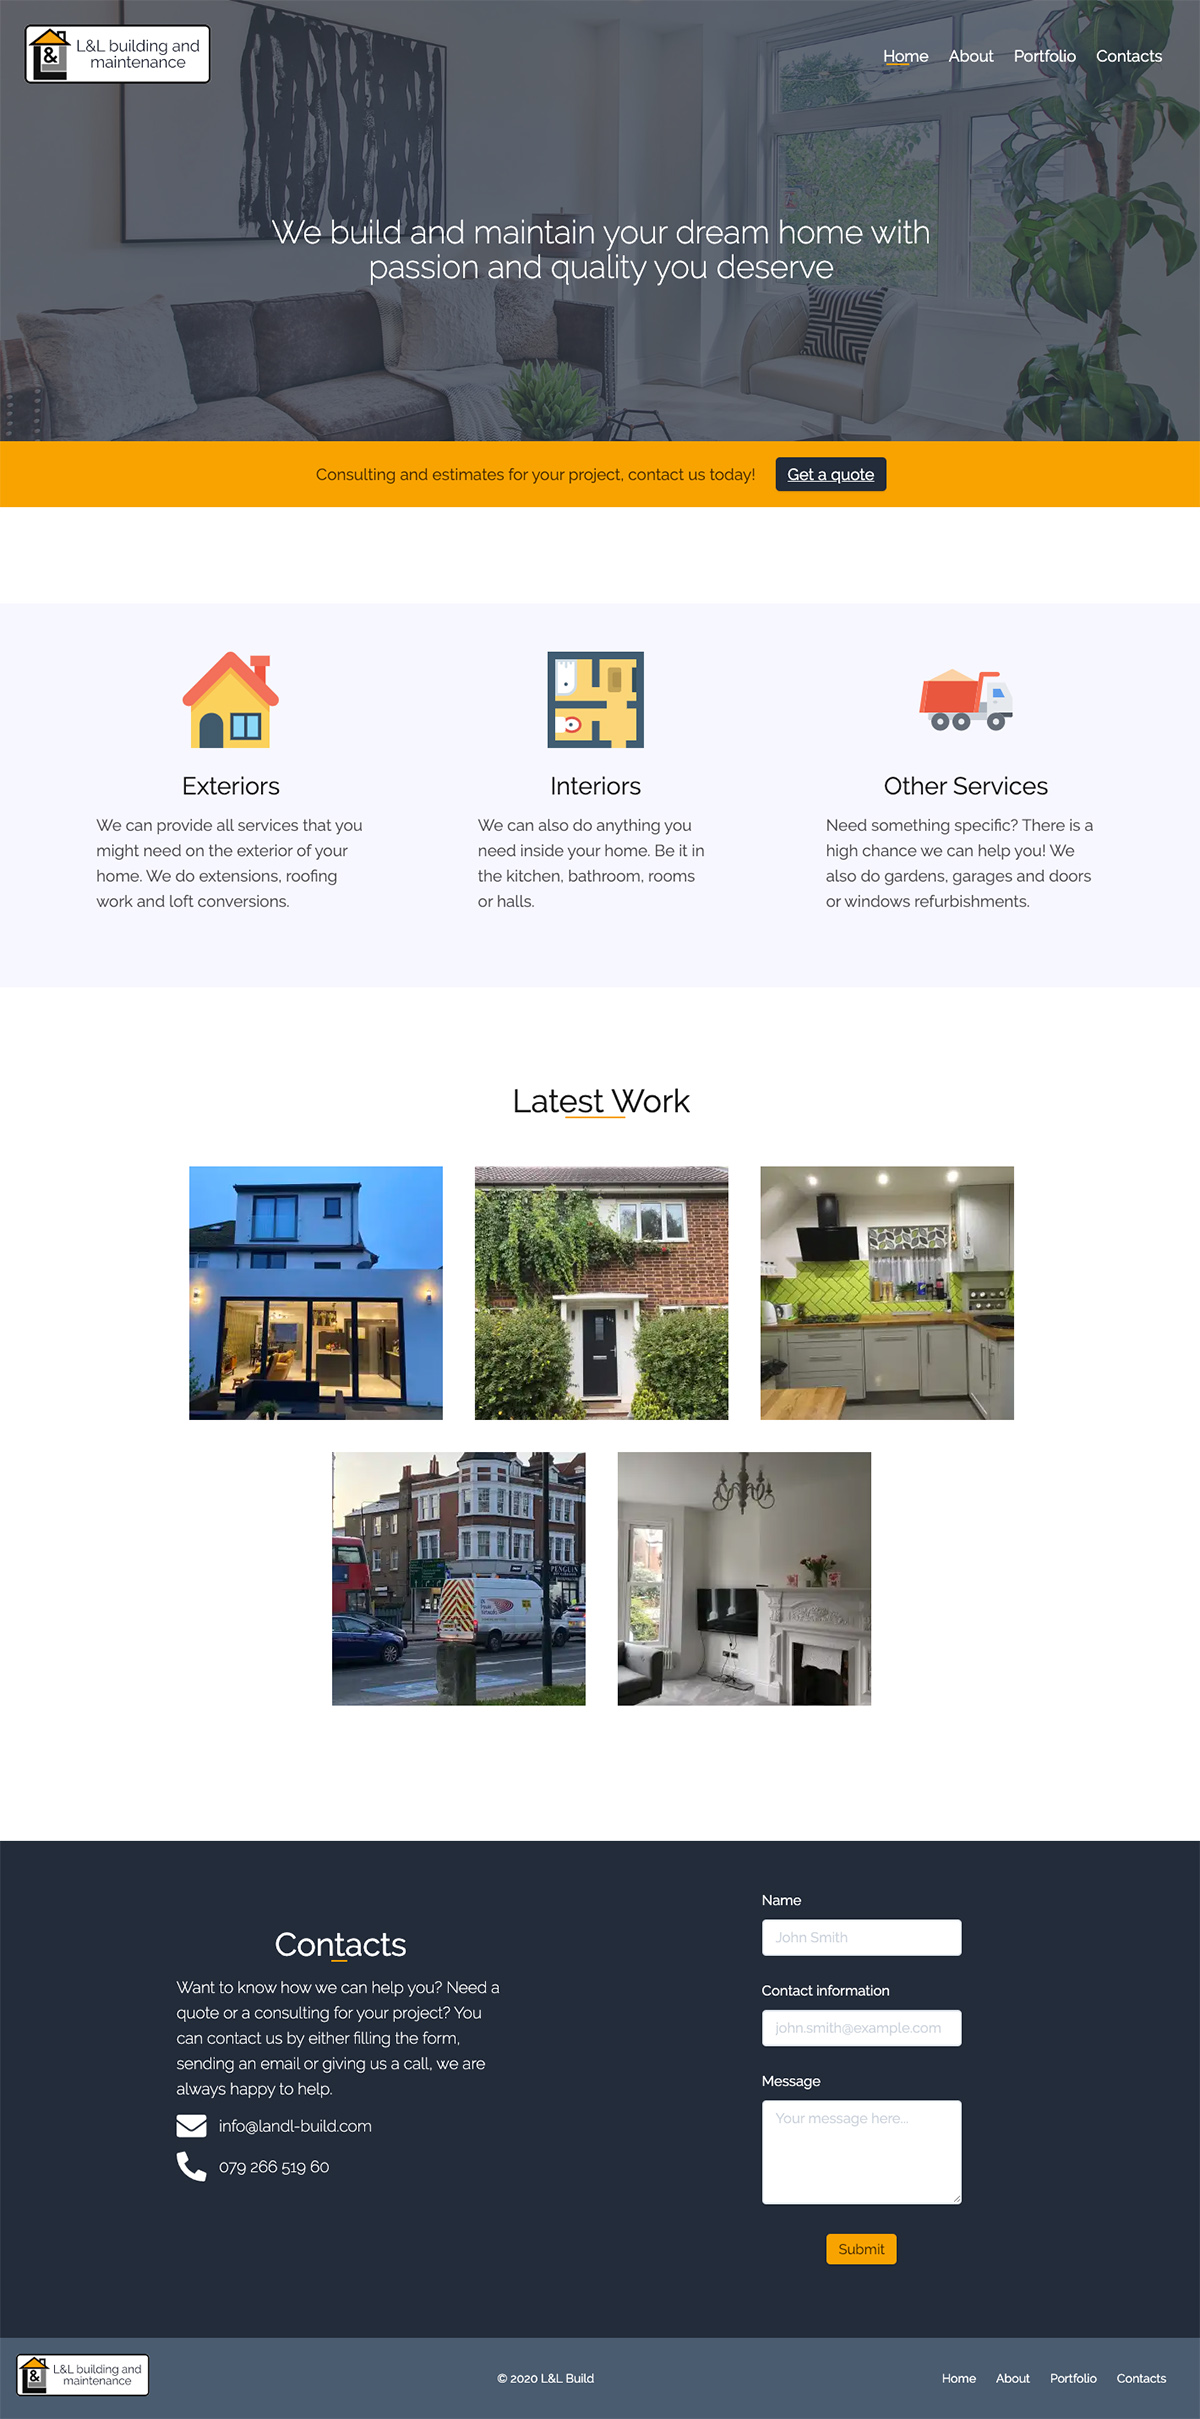 L&L building and
maintenance
&
Home About Portfolio Contacts
We build and maintain your dream home with
passion and quality you deserve
Consulting and estimates for your project, contact us today! Get a quote
Exteriors
We can provide all services that you
might need on the exterior of your
home. We do extensions, roofing
work and loft conversions.
Interiors
We can also do anything you
need inside your home. Be it in
the kitchen, bathroom, rooms
or halls.
Other Services
Need something specific? There is a
high chance we can help you! We
also do gardens, garages and doors
or windows refurbishments.
Latest Work
PENGUIN
Contacts
Want to know how we can help you? Need a
quote or a consulting for your project? You
can contact us by either filling the form,
sending an email or giving us a call, we are
always happy to help.
info@landl-build.com
079 266 519 60
Name
John Smith
Contact information
john.smith@example.com
Message
Your message here...
Submit
L&L building and
maintenance
&
© 2020 L&L Build
Home About Portfolio Contacts